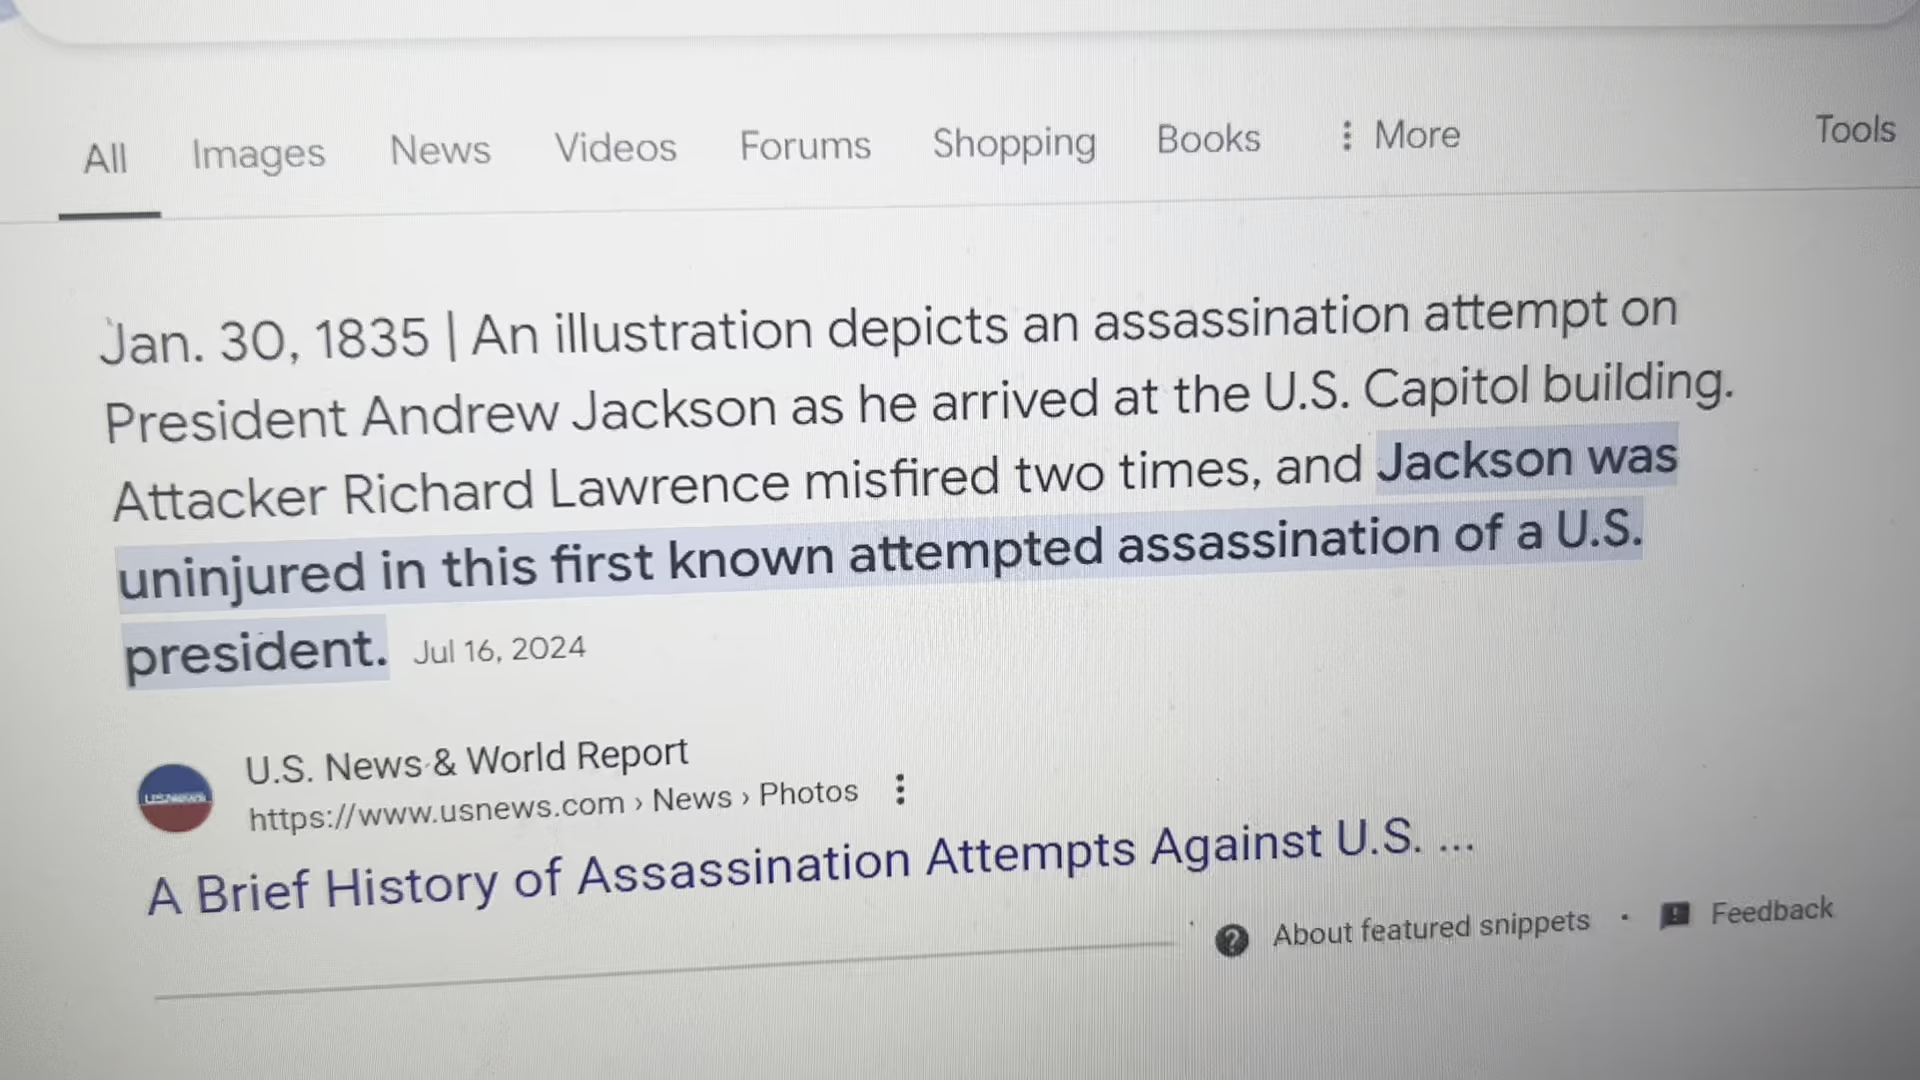 All Images News Videos Forums Shopping Books More Tools
Jan. 30, 1835 | An illustration depicts an assassination attempt on
President Andrew Jackson as he arrived at the U.S. Capitol building.
Attacker Richard Lawrence misfired two times, and Jackson was
uninjured in this first known attempted assassination of a U.S.
president. Jul 16, 2024
U.S. News & World Report
https://www.usnews.com › News › Photos
A Brief History of Assassination Attempts Against U.S. ...
About featured snippets • Feedback